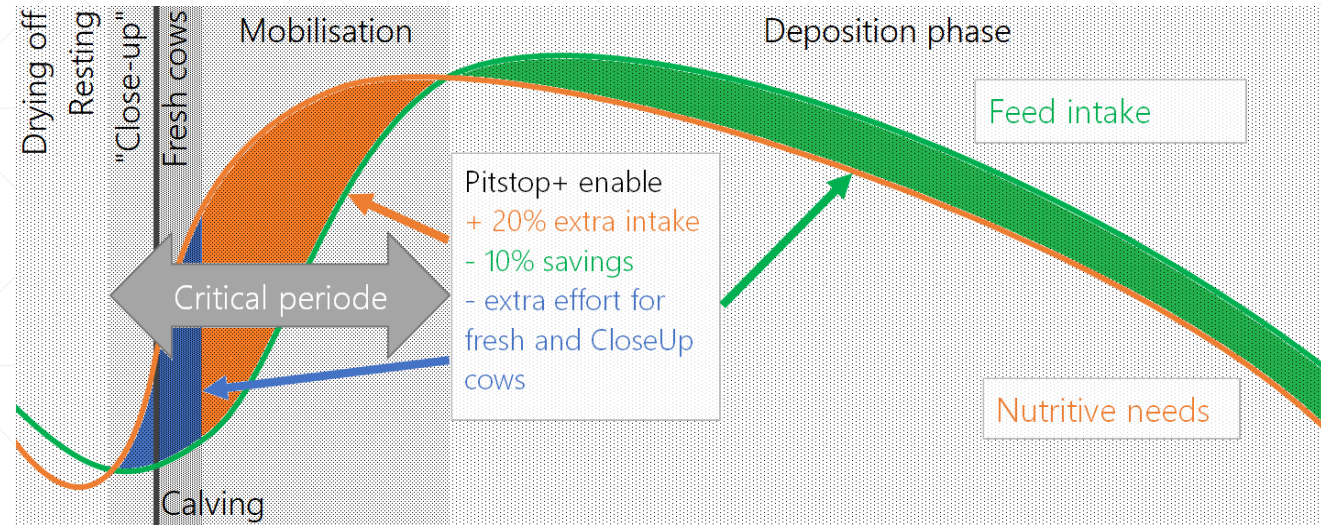 Drying off
Resting
"Close-up"
Fresh cows
Mobilisation
Deposition phase
Feed intake
Pitstop+ enable
+ 20% extra intake
- 10% savings
- extra effort for
fresh and CloseUp
cows
Critical periode
Nutritive needs
Calving